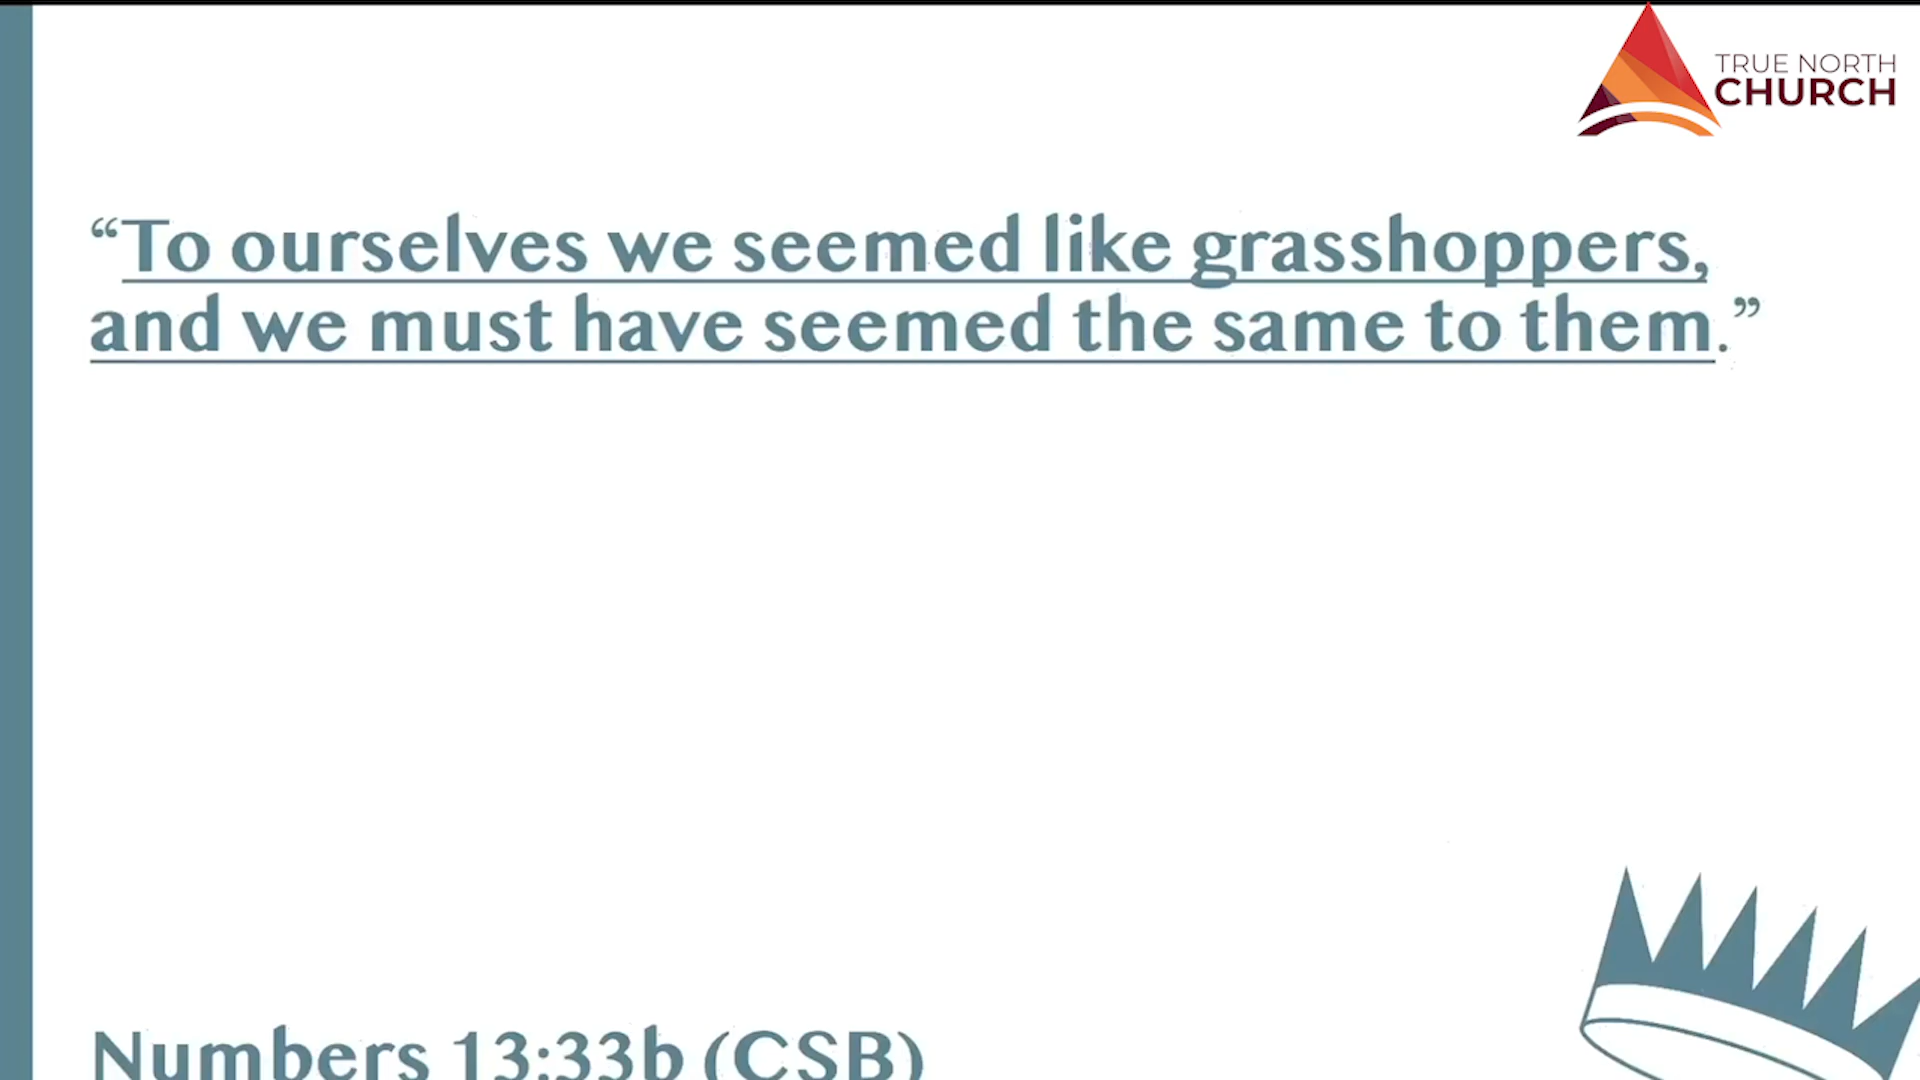 TRUE NORTH
CHURCH
“To ourselves we seemed like grasshoppers,
and we must have seemed the same to them.”
Numbers 13:33b (CSB)